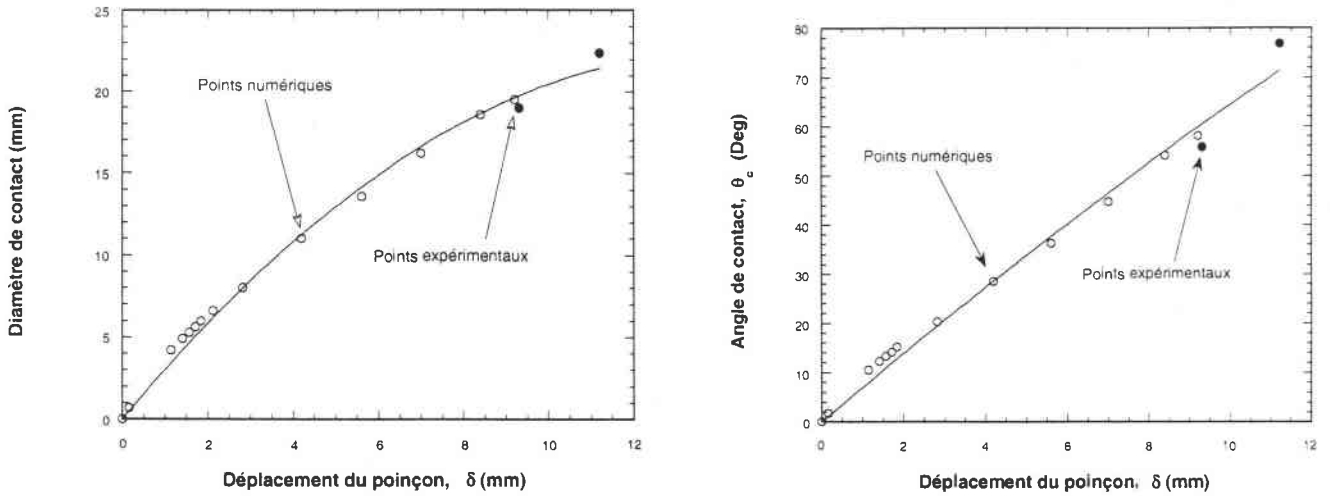 25
20
15
10
5
0
0 2 4 6 8 10 12
Diamètre de contact (mm)
Points numériques
Points expérimentaux
Déplacement du poinçon, δ (mm)
80
70
60
50
40
30
20
10
0
0 2 4 6 8 10 12
Angle de contact, θ c (Deg)
Points numériques
Points expérimentaux
Déplacement du poinçon, δ (mm)